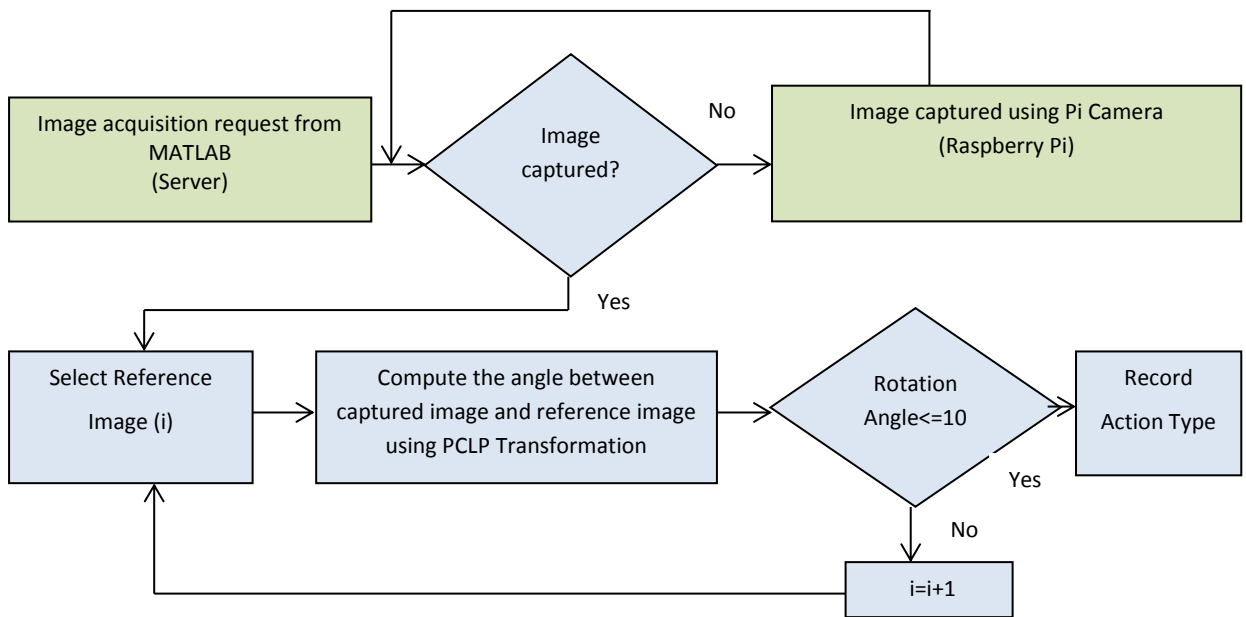 Image acquisition request from
MATLAB
(Server)
Image
captured?
No
Image captured using Pi Camera
(Raspberry Pi)
Yes
Select Reference
Image (i)
Compute the angle between
captured image and reference image
using PCLP Transformation
Rotation
Angle<=10
Yes
Record
Action Type
No
i=i+1